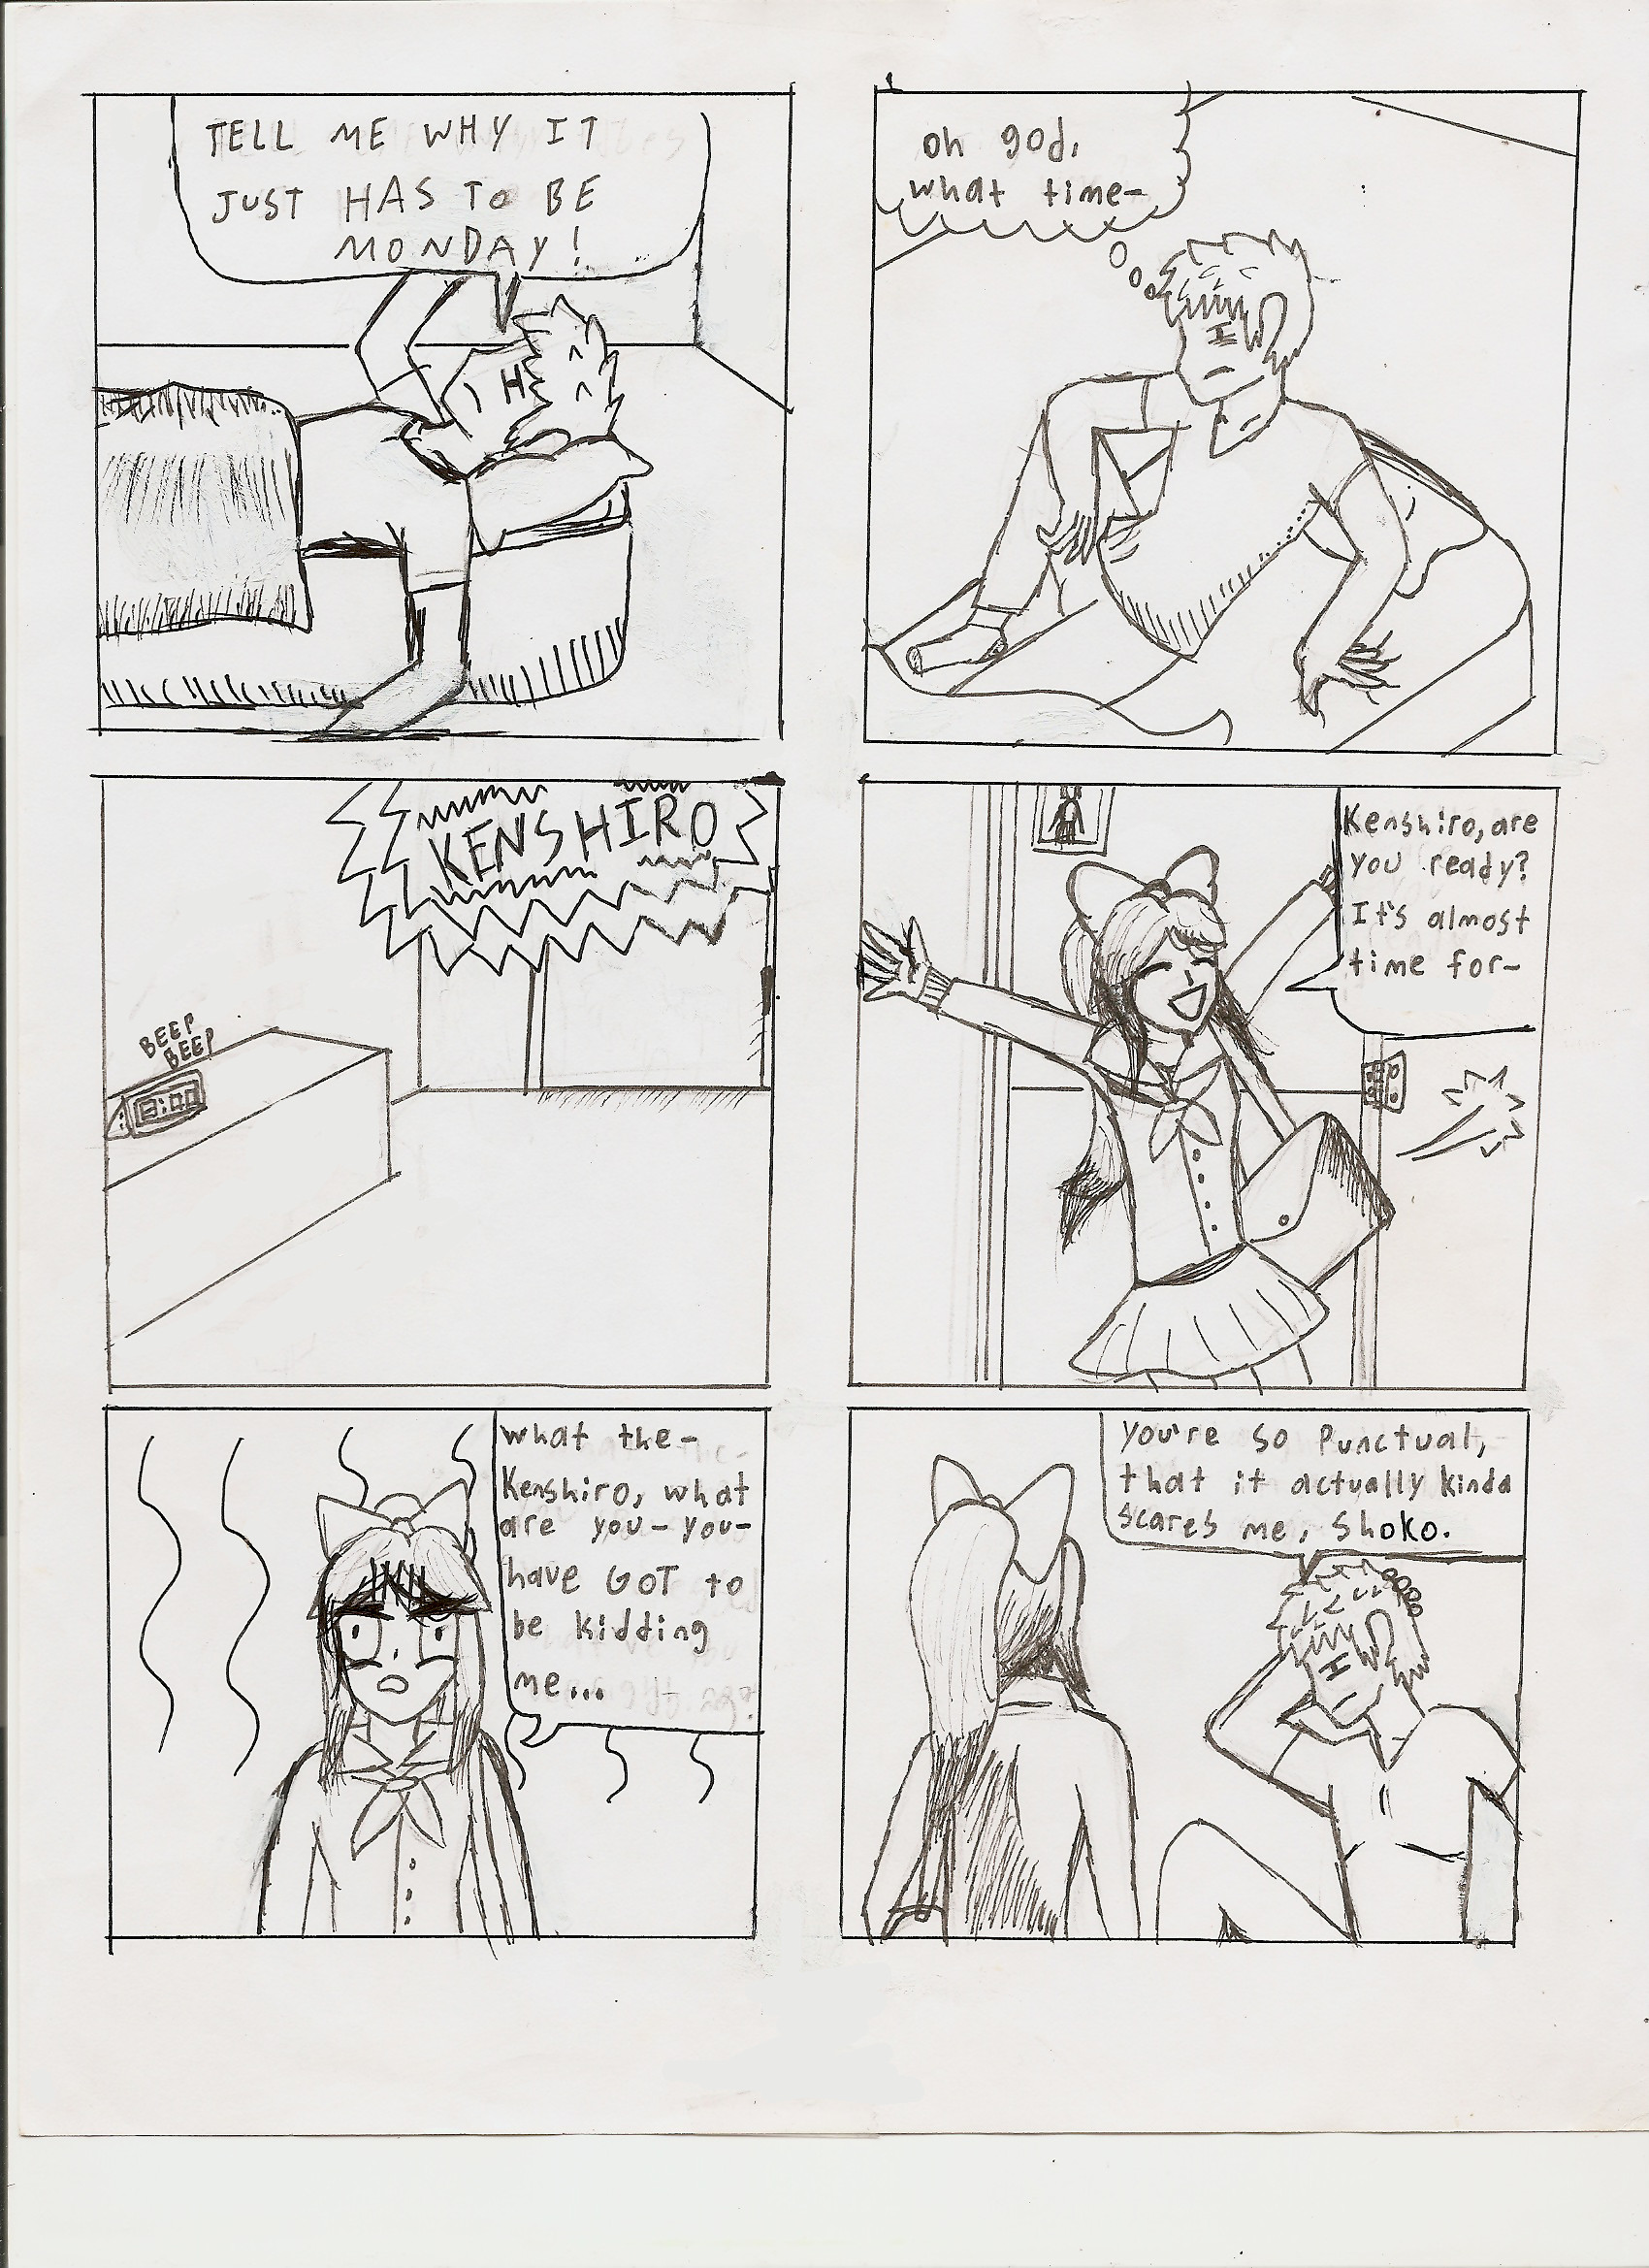 TELL ME WHY IT
JUST HAS TO BE
MONDAY!
oh god,
what time-
KENSHIRO
BEEP
BEEP
8:00
Kenshiro, are
you ready?
It's almost
time for-
what the-
Kenshiro, what
are you- you-
have GOT to
be kidding
me...
You're so Punctual,
that it actually kinda
scares me, Shoko.